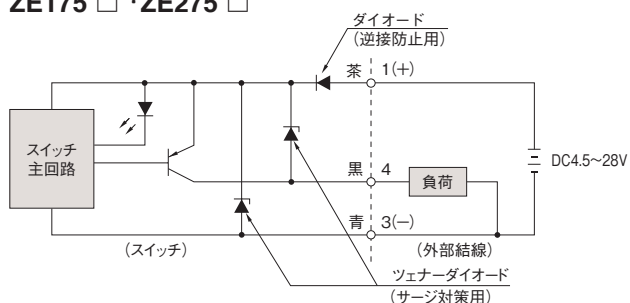 ZE175 □・ZE275 □
ダイオード
(逆接防止用)
茶 1(+)
スイッチ
主回路
黒 4
負荷
DC4.5~28V
青 3(−)
(スイッチ)
(外部結線)
ツェナーダイオード
(サージ対策用)